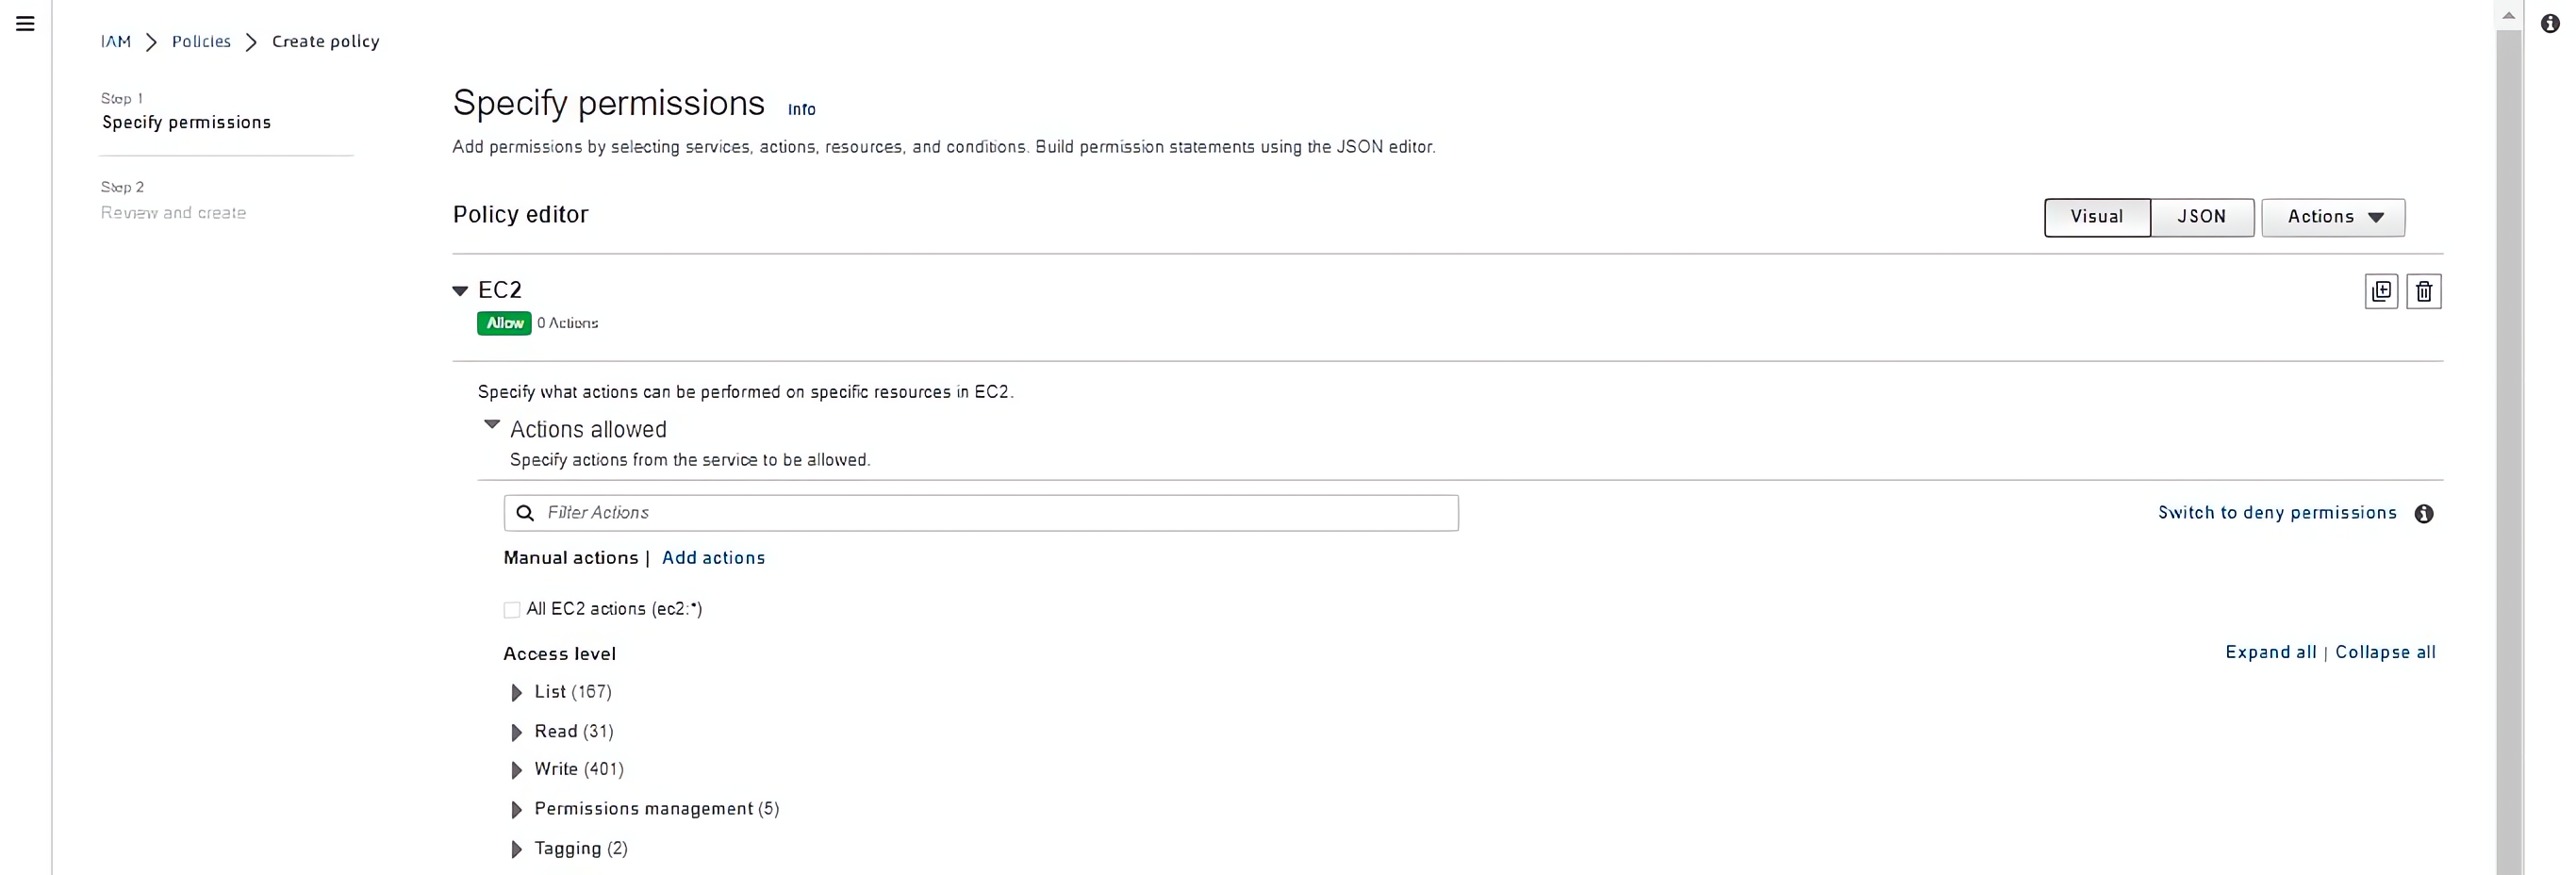 IAM > Policies > Create policy
Step 1
Specify permissions
Step 2
Review and create
Specify permissions Info
Add permissions by selecting services, actions, resources, and conditions. Build permission statements using the JSON editor.
Policy editor
Visual JSON Actions
EC2
Allow 0 Actions
Specify what actions can be performed on specific resources in EC2.
Actions allowed
Specify actions from the service to be allowed.
Filter Actions
Switch to deny permissions
Manual actions | Add actions
All EC2 actions (ec2:*)
Access level
Expand all | Collapse all
List (167)
Read (31)
Write (401)
Permissions management (5)
Tagging (2)